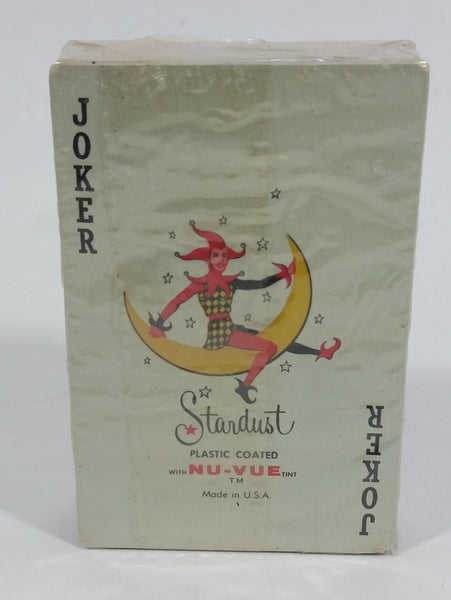 JOKER
Stardust
PLASTIC COATED
WITH NU-VUE TINT
TM
Made in U.S.A.
JOKER